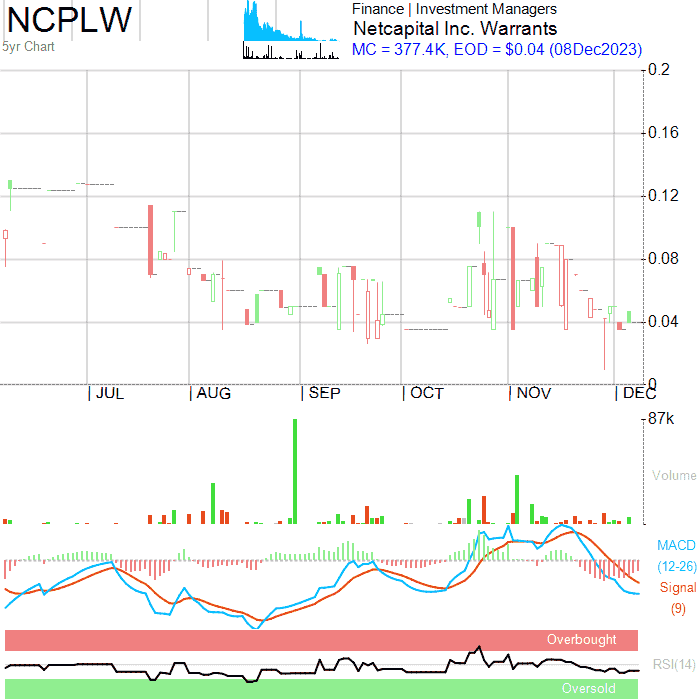 NCPLW
5yr Chart
Finance | Investment Managers
Netcapital Inc. Warrants
MC = 377.4K, EOD = $0.04 (08Dec2023)
0.2
0.16
0.12
0.08
0.04
0
JUL
AUG
SEP
OCT
NOV
DEC
87k
Volume
MACD
(12-26)
Signal
(9)
Overbought
RSI(14)
Oversold